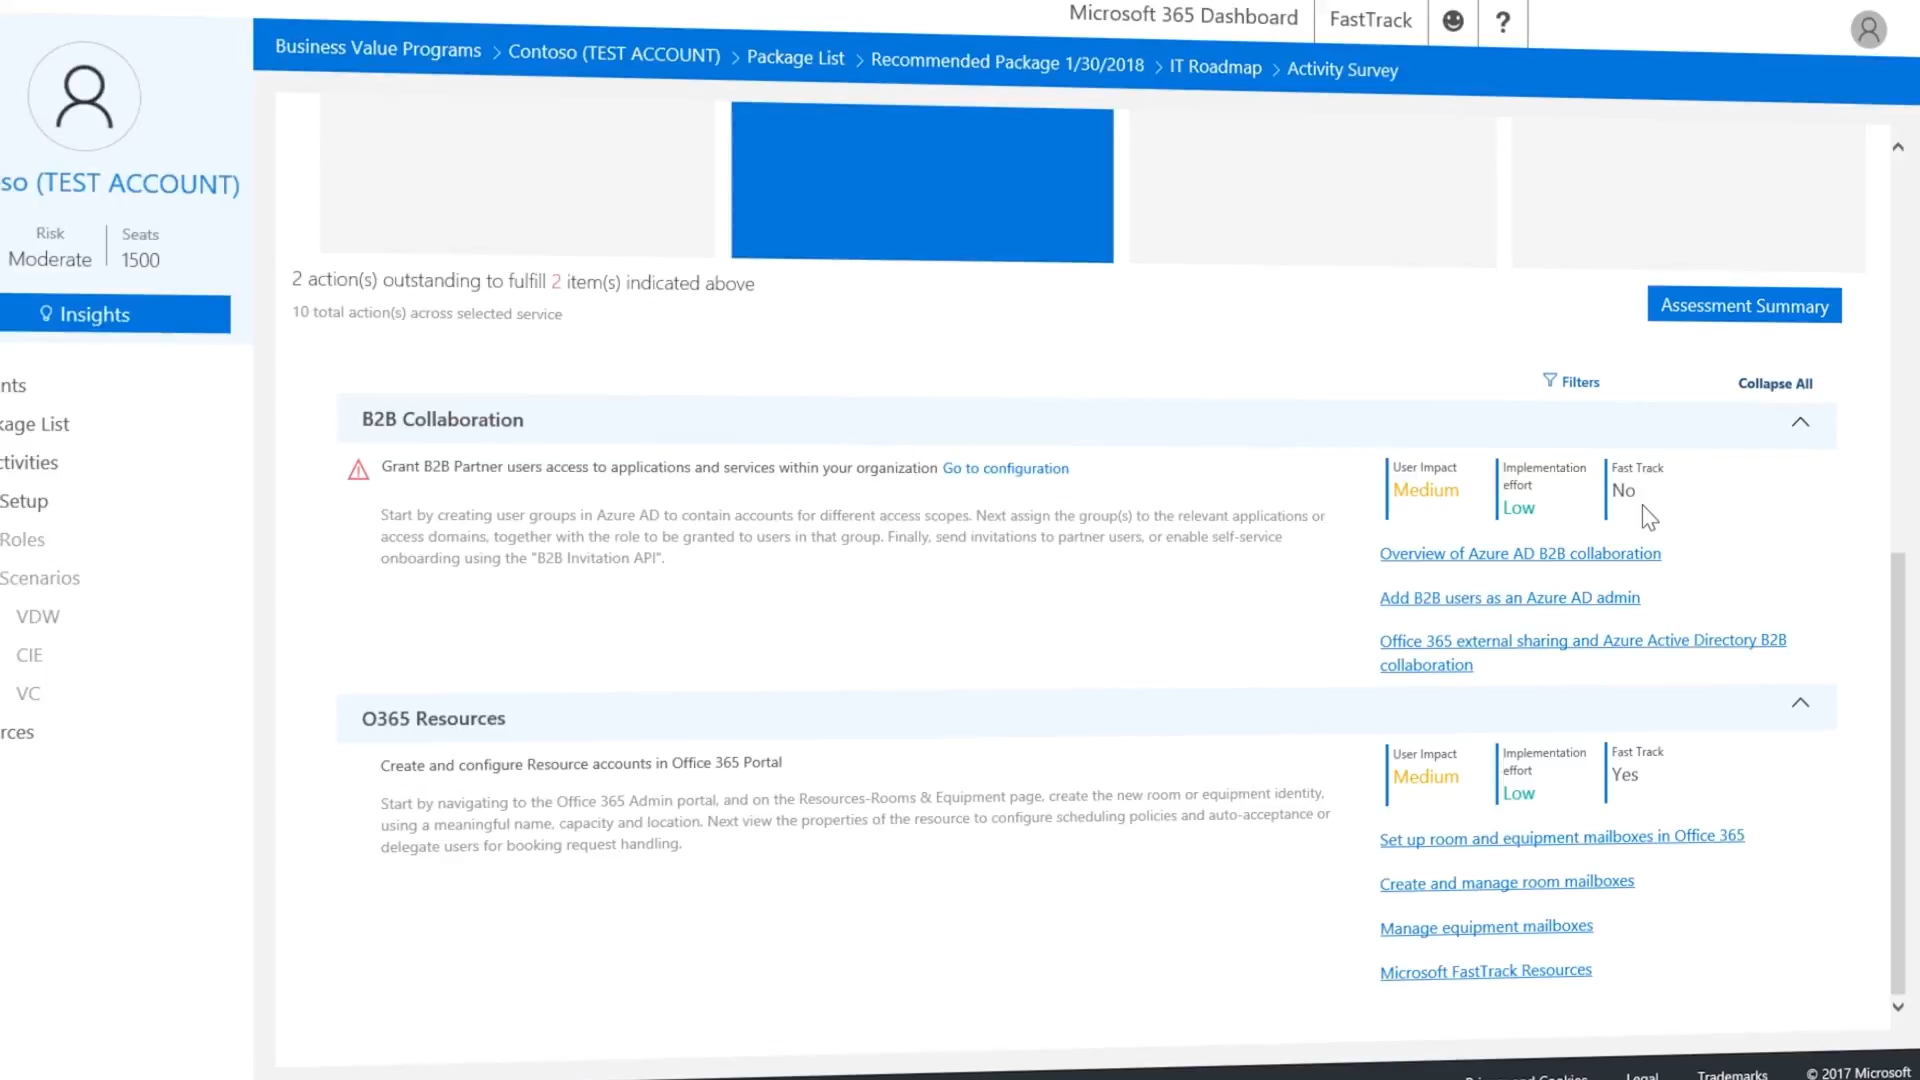 Microsoft 365 Dashboard
FastTrack
?
Business Value Programs > Contoso (TEST ACCOUNT) > Package List > Recommended Package 1/30/2018 > IT Roadmap > Activity Survey
so (TEST ACCOUNT)
Risk
Moderate
Seats
1500
Insights
nts
kage List
ctivities
Setup
Roles
Scenarios
VDW
CIE
VC
rces
2 action(s) outstanding to fulfill 2 item(s) indicated above
10 total action(s) across selected service
Assessment Summary
Filters
Collapse All
B2B Collaboration
Grant B2B Partner users access to applications and services within your organization Go to configuration
Start by creating user groups in Azure AD to contain accounts for different access scopes. Next assign the group(s) to the relevant applications or
access domains, together with the role to be granted to users in that group. Finally, send invitations to partner users, or enable self-service
onboarding using the "B2B Invitation API".
User Impact
Medium
Implementation
effort
Low
Fast Track
No
Overview of Azure AD B2B collaboration
Add B2B users as an Azure AD admin
Office 365 external sharing and Azure Active Directory B2B
collaboration
O365 Resources
Create and configure Resource accounts in Office 365 Portal
Start by navigating to the Office 365 Admin portal, and on the Resources-Rooms & Equipment page, create the new room or equipment identity,
using a meaningful name, capacity and location. Next view the properties of the resource to configure scheduling policies and auto-acceptance or
delegate users for booking request handling.
User Impact
Medium
Implementation
effort
Low
Fast Track
Yes
Set up room and equipment mailboxes in Office 365
Create and manage room mailboxes
Manage equipment mailboxes
Microsoft FastTrack Resources
Cookies
Legal
Trademarks
© 2017 Microsoft